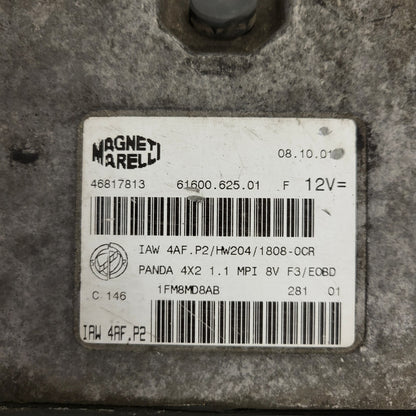 MAGNETI
MARELLI
08.10.01
46817813 61600.625.01 F 12V=
IAW 4AF.P2/HW204/1808-0CR
PANDA 4X2 1.1 MPI 8V F3/EOBD
C 146 1FM8MD8AB 281 01
IAW 4AF.P2